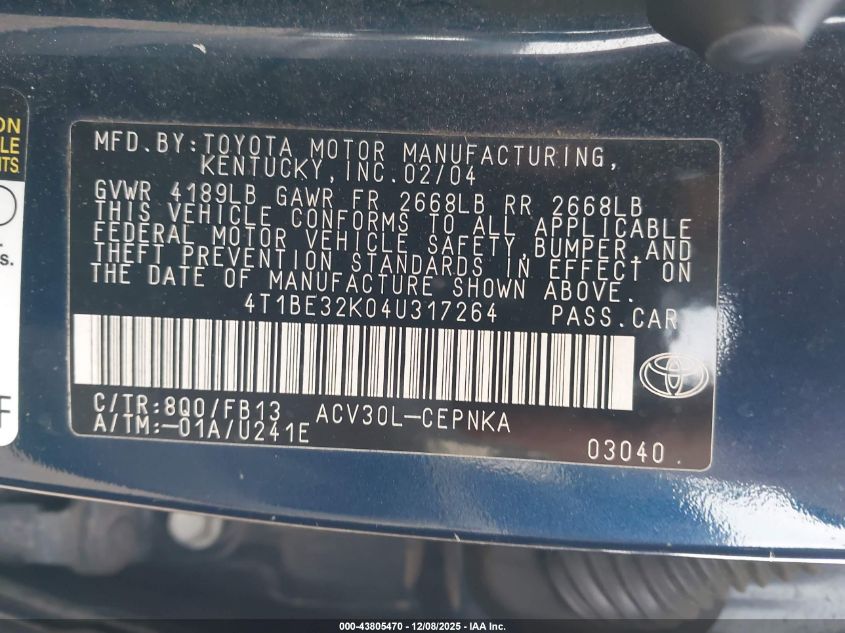 ON
LE
NTS
s.
F
MFD.BY:TOYOTA MOTOR MANUFACTURING,
KENTUCKY,INC.02/04
GVWR 4189LB GAWR FR 2668LB RR 2668LB
THIS VEHICLE CONFORMS TO ALL APPLICABLE
FEDERAL MOTOR VEHICLE SAFETY,BUMPER,AND
THEFT PREVENTION STANDARDS IN EFFECT ON
THE DATE OF MANUFACTURE SHOWN ABOVE.
4T1BE32K04U317264 PASS.CAR
C/TR:8Q0/FB13 ACV30L-CEPNKA
A/TM:-01A/U241E
03040
000-43805470 - 12/08/2025 - IAA Inc.